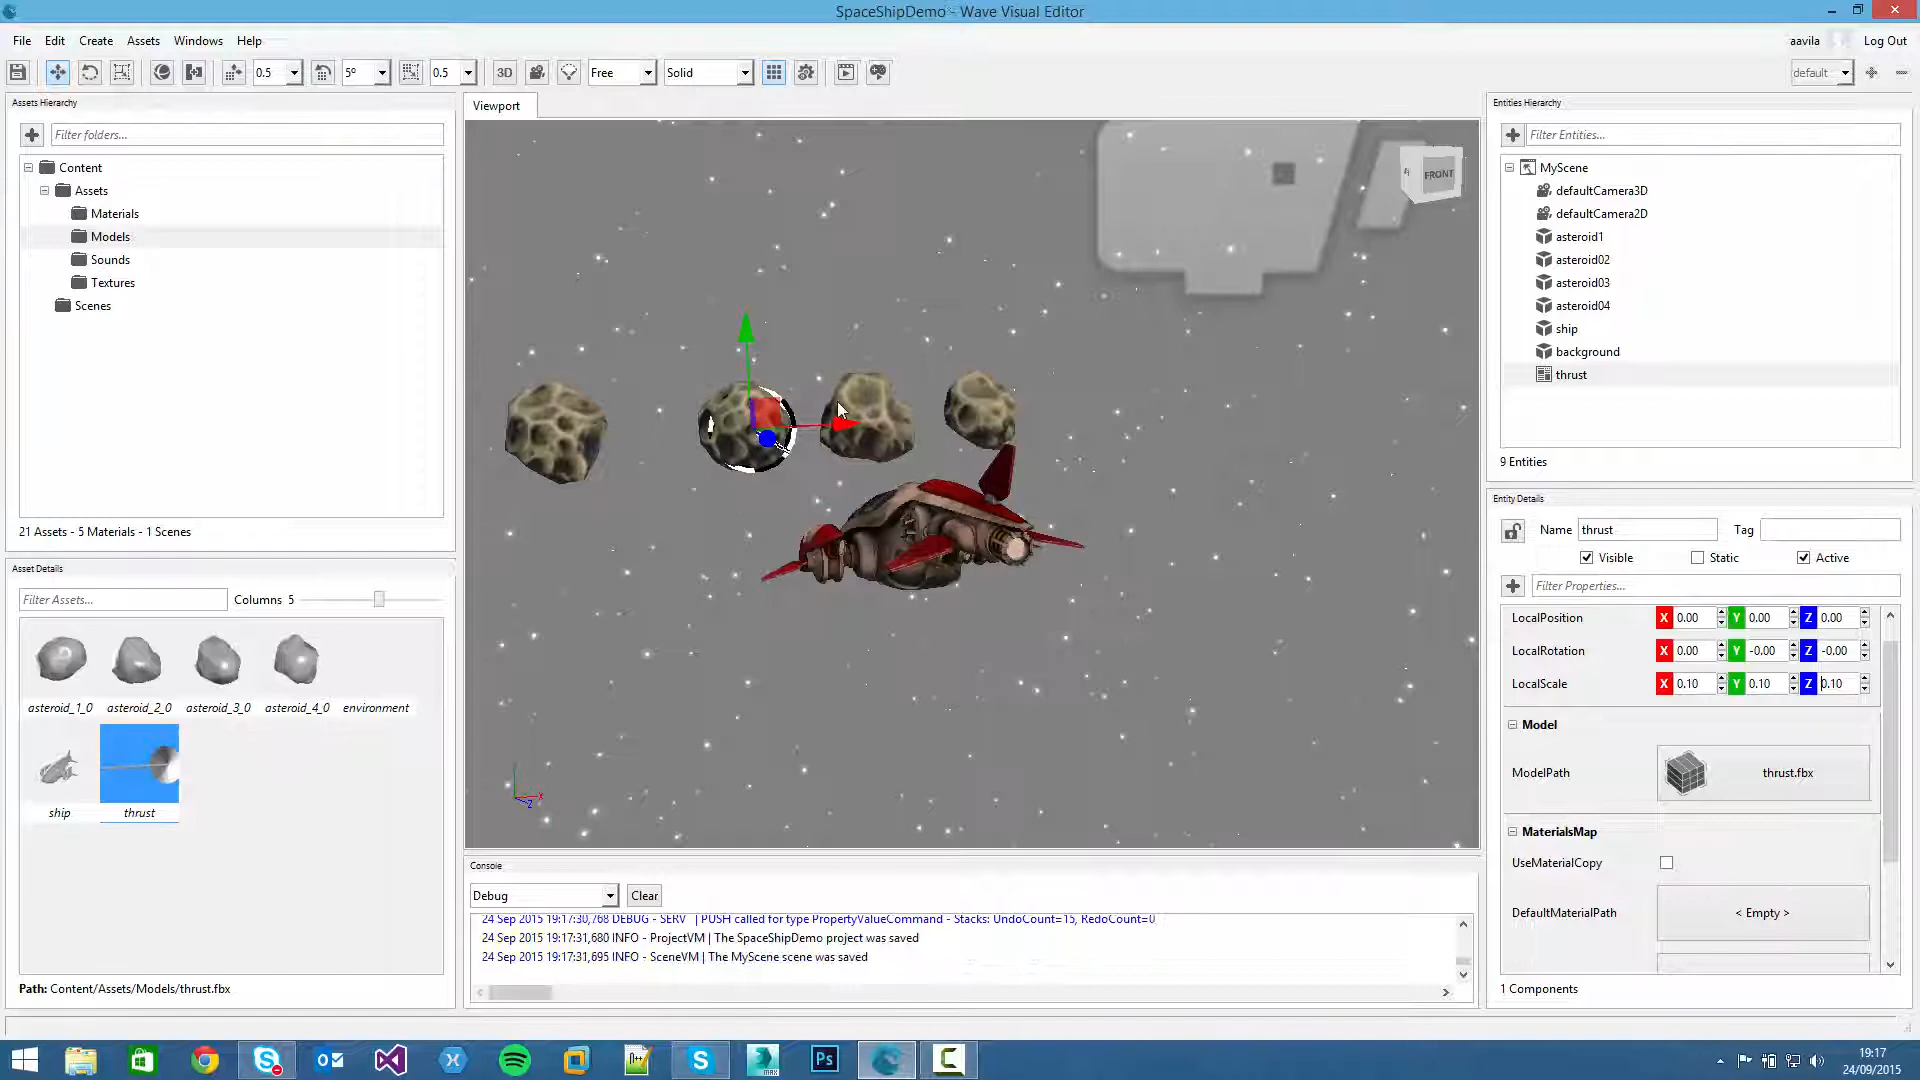 SpaceShipDemo - Wave Visual Editor
File Edit Create Assets Windows Help
aavila Log Out
0.5 5º 0.5 3D Free Solid default
Assets Hierarchy
Filter folders...
Content
Assets
Materials
Models
Sounds
Textures
Scenes
21 Assets - 5 Materials - 1 Scenes
Asset Details
Filter Assets...
Columns 5
asteroid_1_0 asteroid_2_0 asteroid_3_0 asteroid_4_0 environment
ship thrust
Path: Content/Assets/Models/thrust.fbx
Viewport
FRONT
X
Z
Console
Debug Clear
24 Sep 2015 19:17:30,768 DEBUG - SERV | PUSH called for type PropertyValueCommand - Stacks: UndoCount=15, RedoCount=0
24 Sep 2015 19:17:31,680 INFO - ProjectVM | The SpaceShipDemo project was saved
24 Sep 2015 19:17:31,695 INFO - SceneVM | The MyScene scene was saved
Entities Hierarchy
Filter Entities...
MyScene
defaultCamera3D
defaultCamera2D
asteroid1
asteroid02
asteroid03
asteroid04
ship
background
thrust
9 Entities
Entity Details
Name thrust Tag
Visible Static Active
Filter Properties...
LocalPosition X 0.00 Y 0.00 Z 0.00
LocalRotation X 0.00 Y -0.00 Z -0.00
LocalScale X 0.10 Y 0.10 Z 0.10
Model
ModelPath thrust.fbx
MaterialsMap
UseMaterialCopy
DefaultMaterialPath < Empty >
1 Components
19:17
24/09/2015